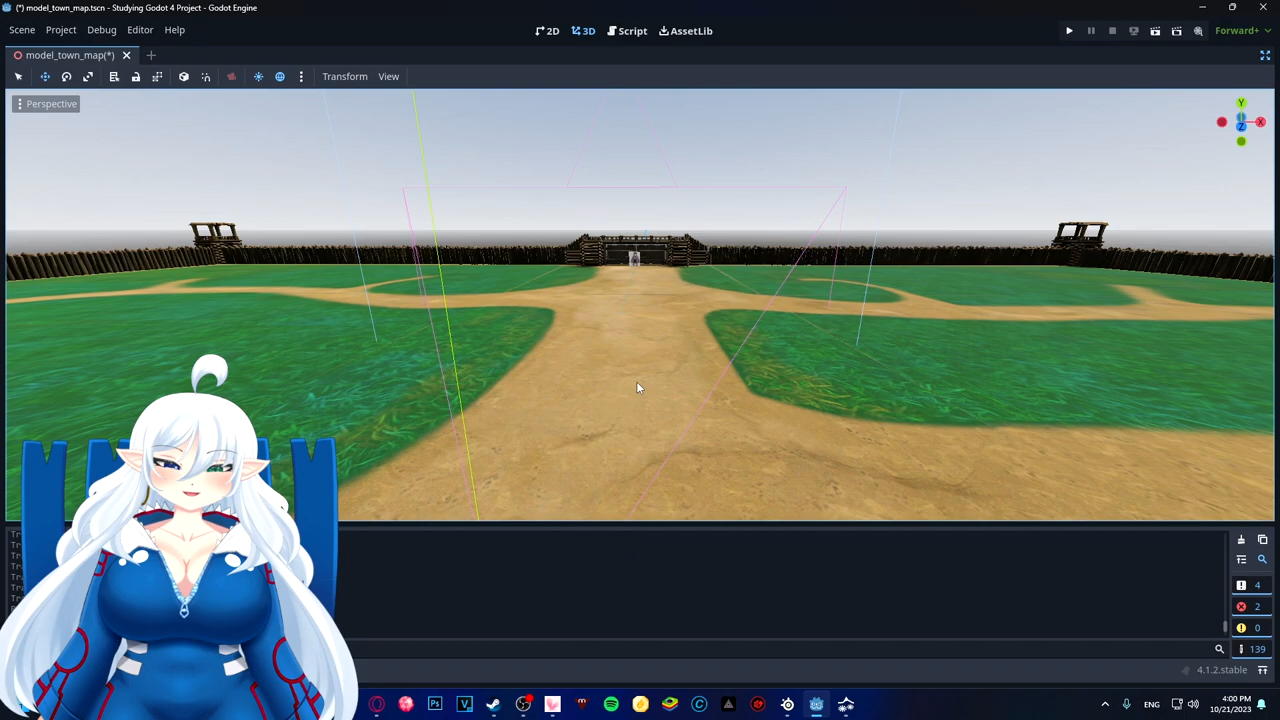 (*) model_town_map.tscn - Studying Godot 4 Project - Godot Engine
Scene Project Debug Editor Help
2D 3D Script AssetLib
Forward+
model_town_map(*)
Transform View
Perspective
Y
X
Z
4
2
0
139
4.1.2.stable
Ps
V
ENG
4:00 PM
10/21/2023